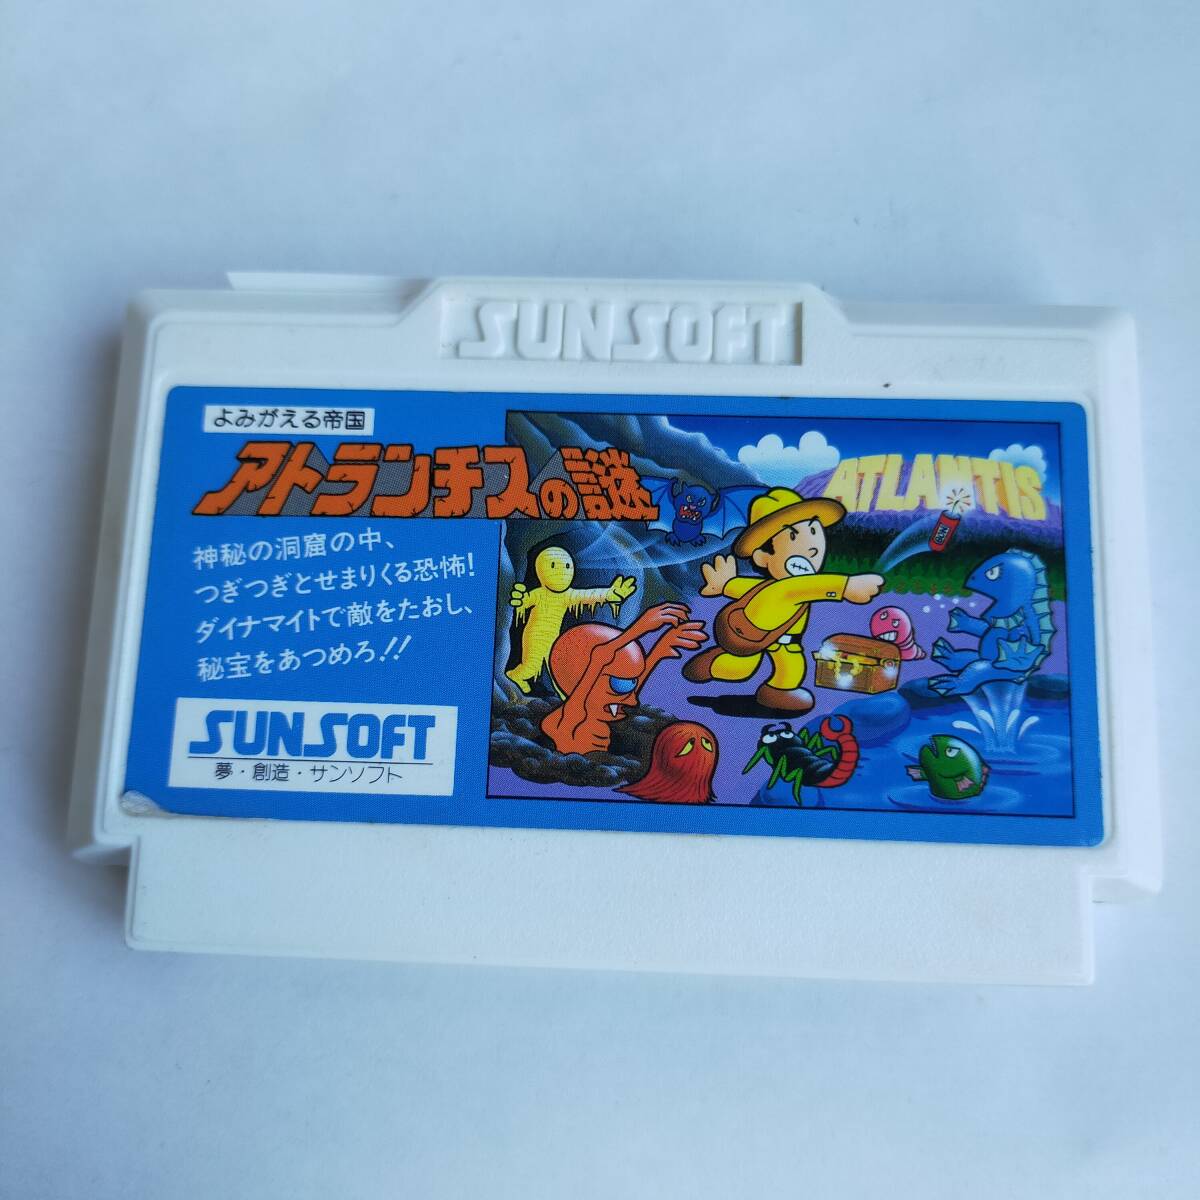 SUNSOFT
よみがえる帝国
アトランチスの謎
神秘の洞窟の中、
つぎつぎとせまりくる恐怖!
ダイナマイトで敵をたおし、
秘宝をあつめろ!!
SUNSOFT
夢・創造・サンソフト
ATLANTIS